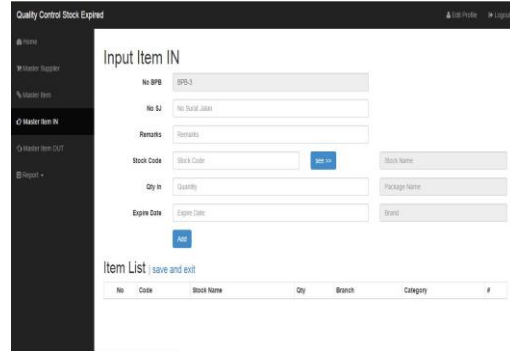 Quality Control Stock Expired
Edit Profile Logout
Home
Master Supplier
Master Item
Master Item IN
Master Item OUT
Report
Input Item IN
No BPB BPB-3
No SJ No Surat Jalan
Remarks Remarks
Stock Code Stock Code see >> Stock Name
Qty In Quantity Package Name
Expire Date Expire Date Brand
Add
Item List | save and exit
No Code Stock Name Qty Branch Category #